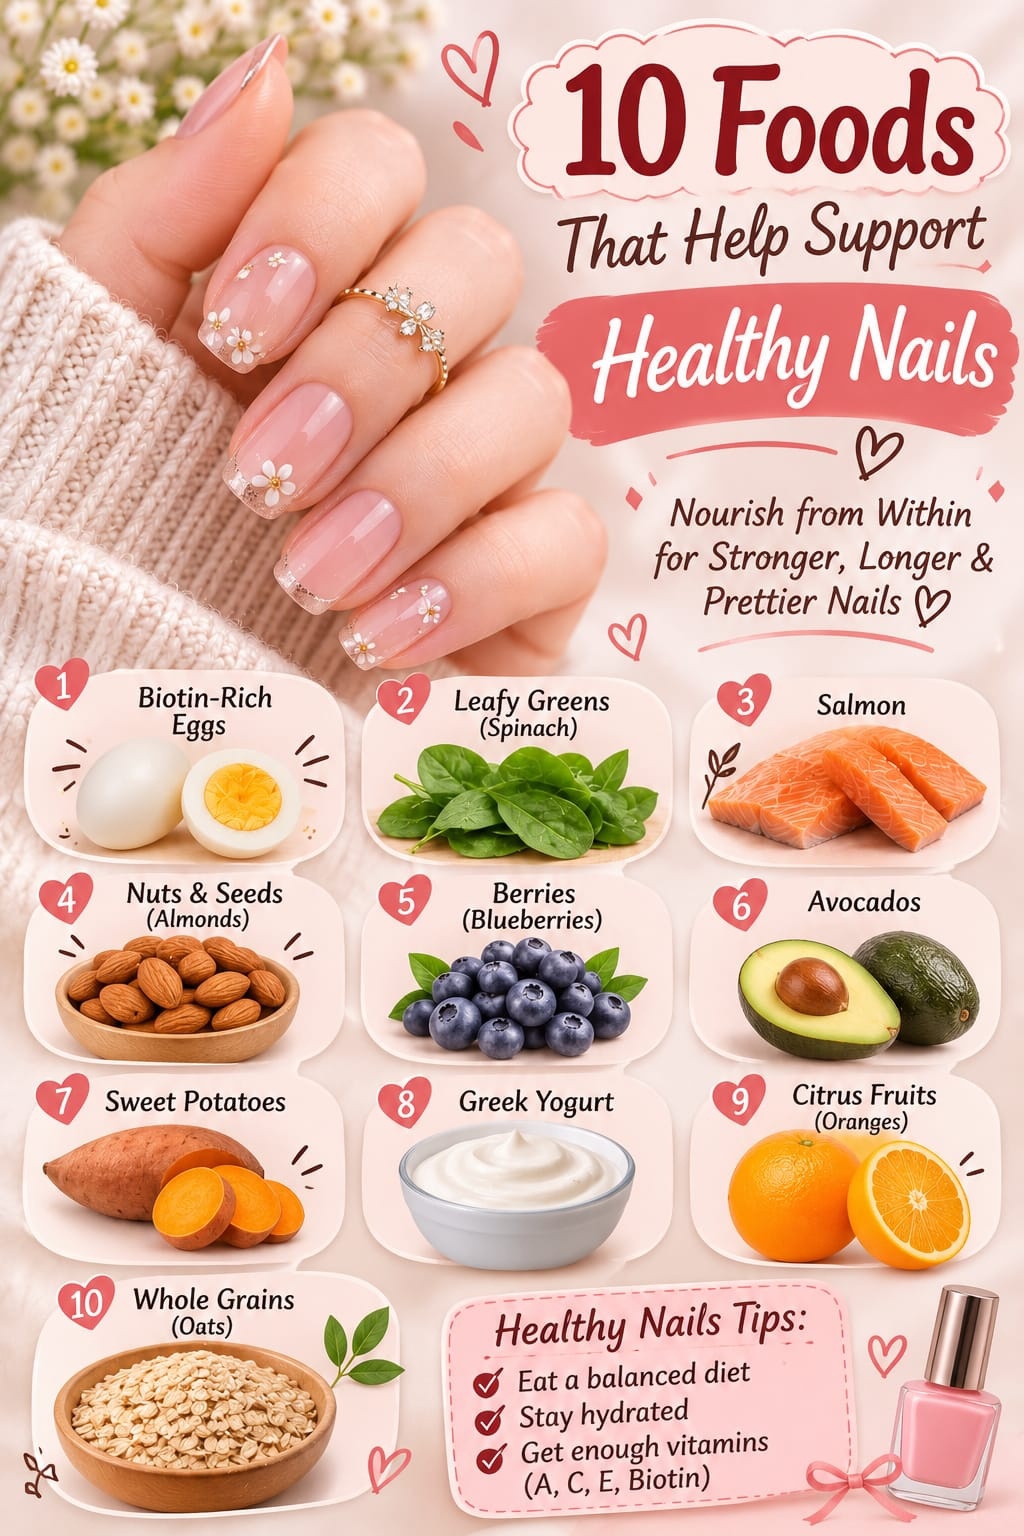 10 Foods
That Help Support
Healthy Nails
Nourish from Within
for Stronger, Longer &
Prettier Nails
1
Biotin-Rich
Eggs
2
Leafy Greens
(Spinach)
3
Salmon
4
Nuts & Seeds
(Almonds)
5
Berries
(Blueberries)
6
Avocados
7
Sweet Potatoes
8
Greek Yogurt
9
Citrus Fruits
(Oranges)
10
Whole Grains
(Oats)
Healthy Nails Tips:
Eat a balanced diet
Stay hydrated
Get enough vitamins
(A, C, E, Biotin)